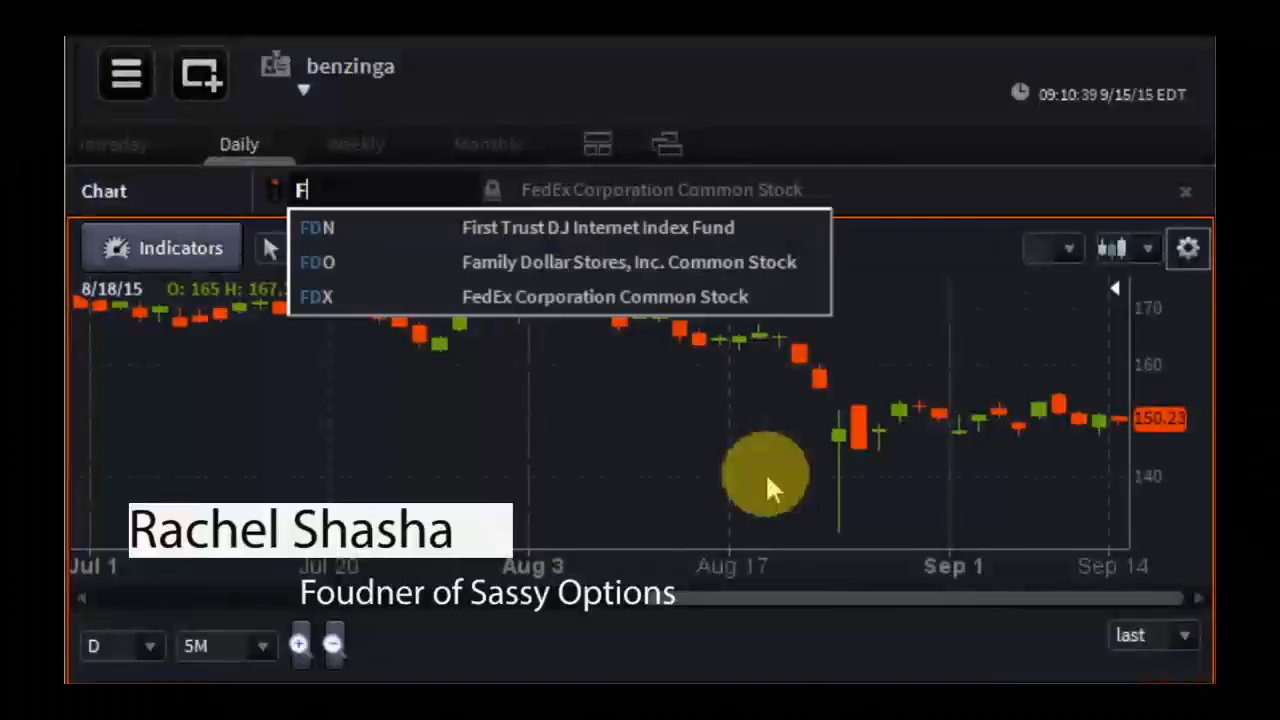 benzinga
09:10:39 9/15/15 EDT
Intraday Daily Weekly Monthly
Chart F FedEx Corporation Common Stock
FDN First Trust DJ Internet Index Fund
FDO Family Dollar Stores, Inc. Common Stock
FDX FedEx Corporation Common Stock
Indicators
8/18/15 O: 165 H: 167.
170
160
150.23
140
Rachel Shasha
Jul 1 Jul 20 Aug 3 Aug 17 Sep 1 Sep 14
Foudner of Sassy Options
D 5M last